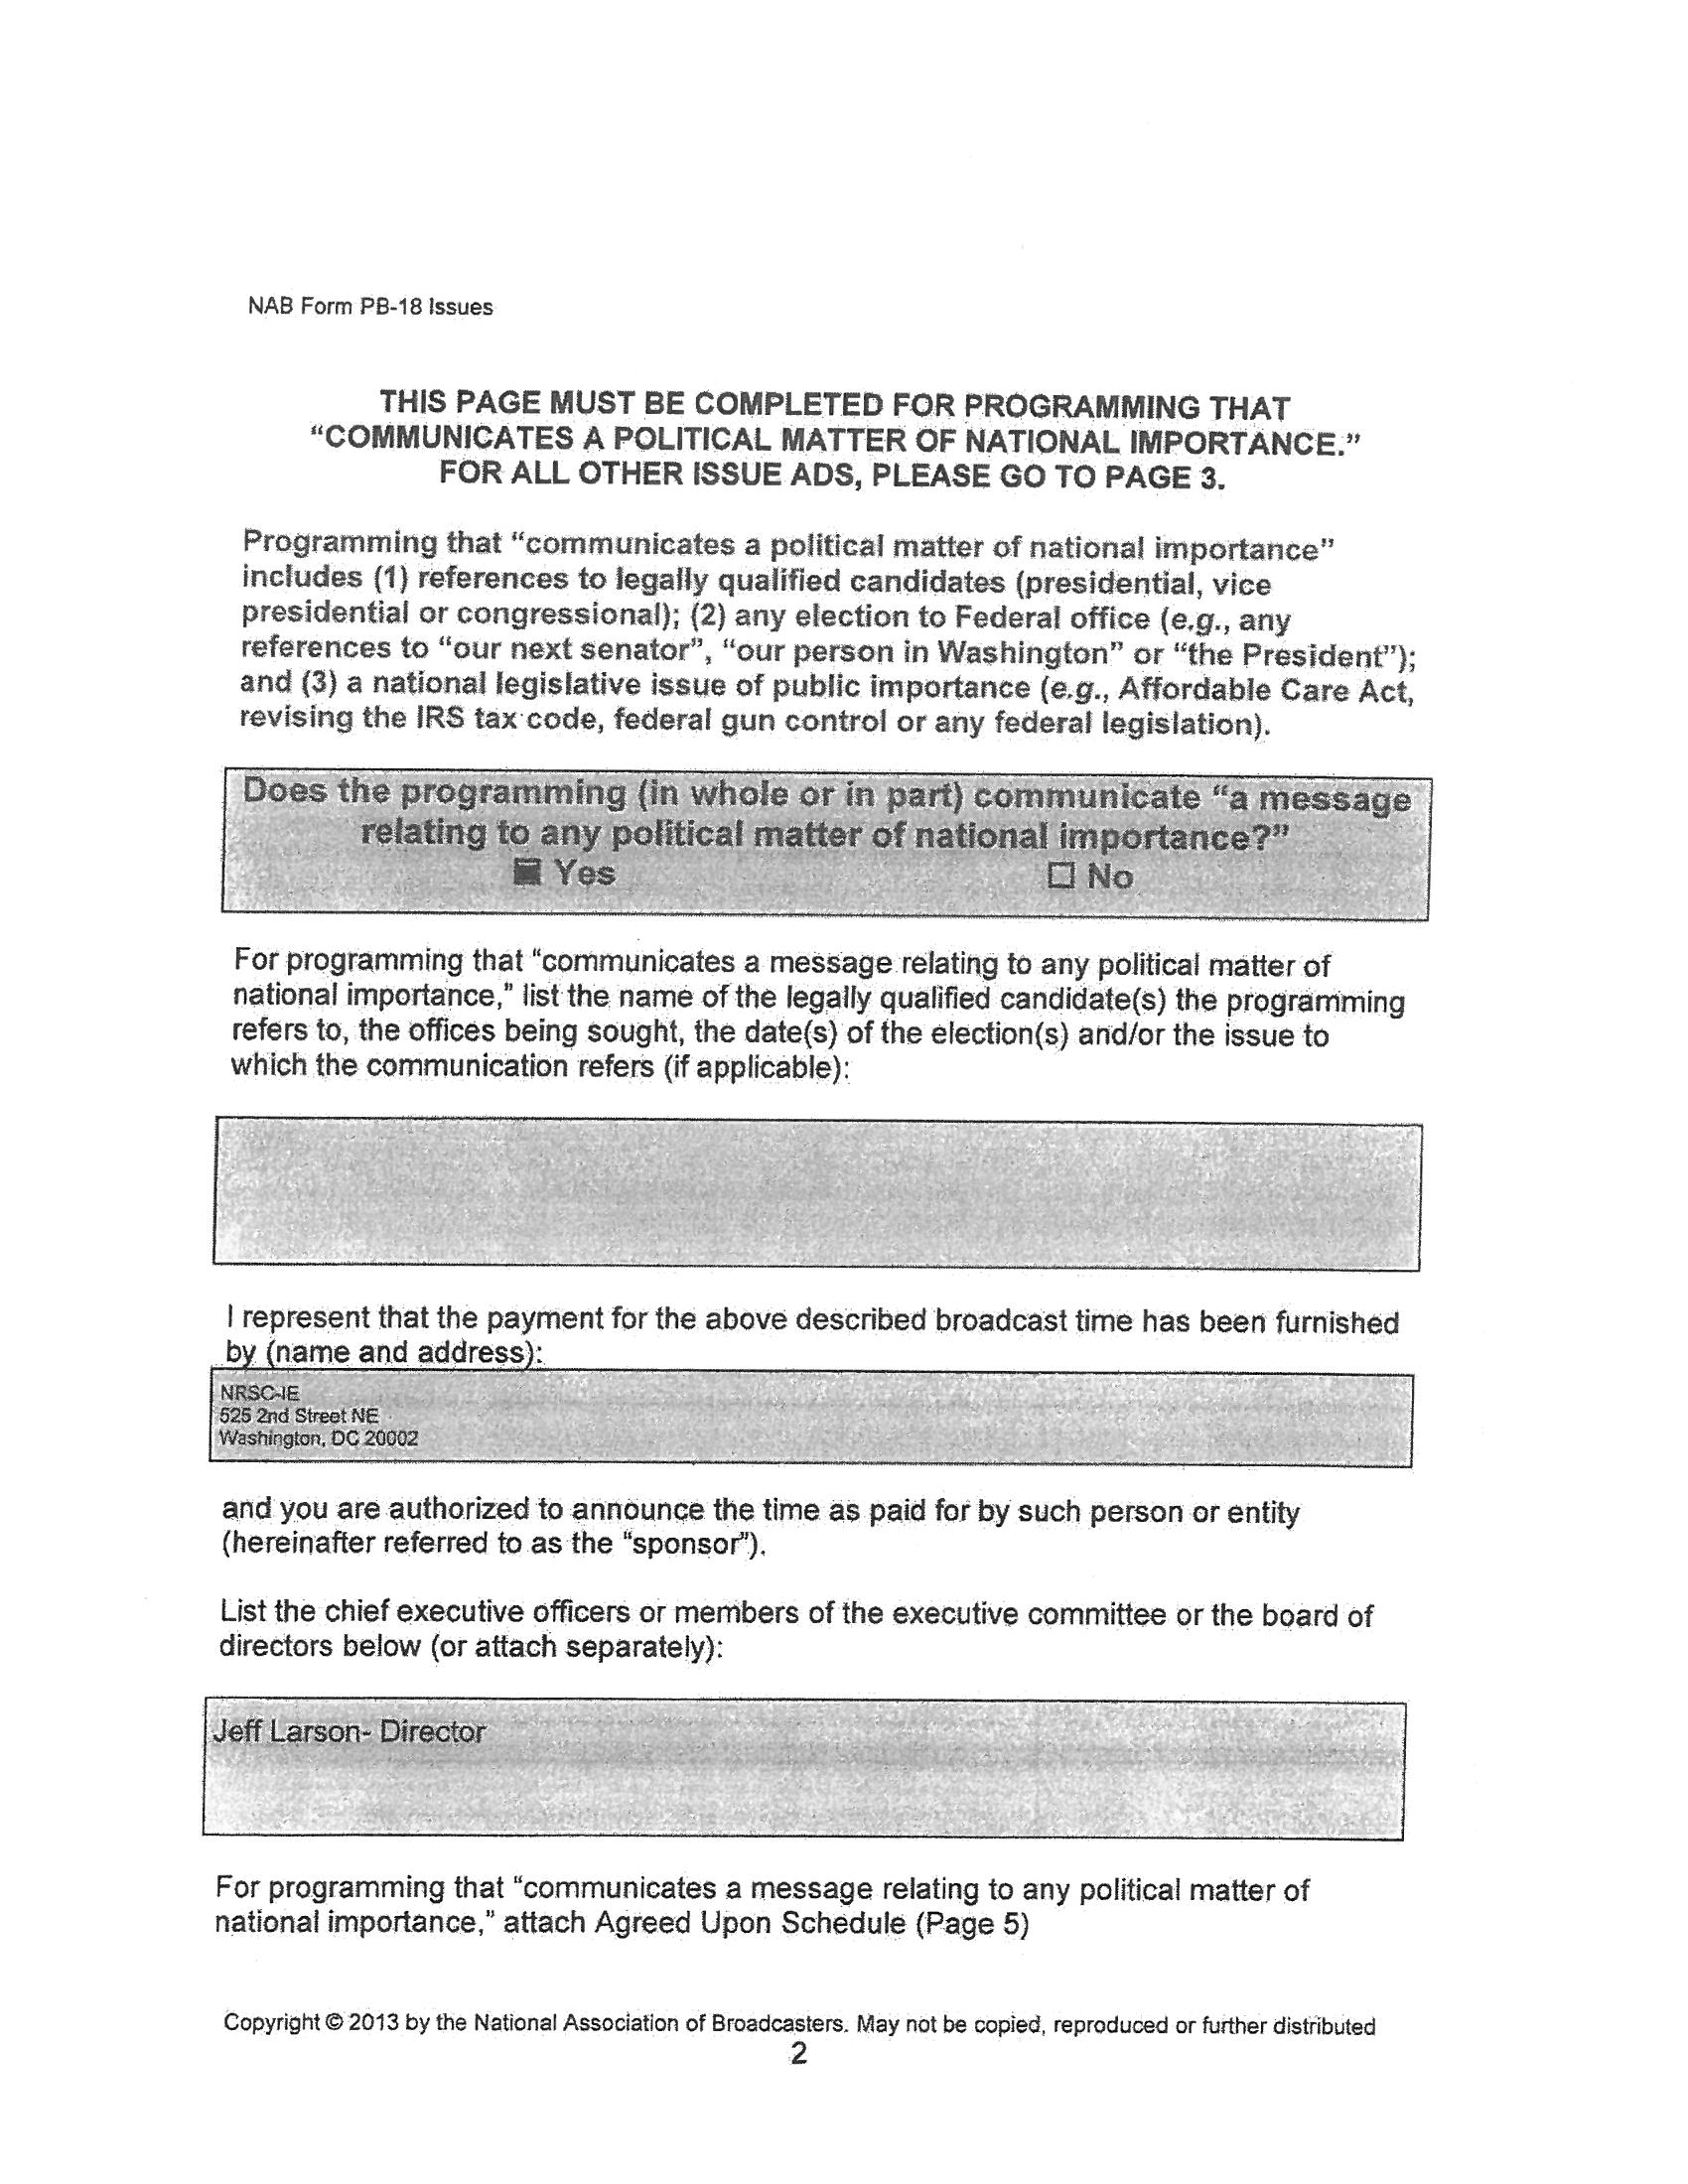 NAB Form PB-18 Issues
THIS PAGE MUST BE COMPLETED FOR PROGRAMMING THAT
“COMMUNICATES A POLITICAL MATTER OF NATIONAL IMPORTANCE.”
FOR ALL OTHER ISSUE ADS, PLEASE GO TO PAGE 3.
Programming that “communicates a political matter of national importance”
includes (1) references to legally qualified candidates (presidential, vice
presidential or congressional); (2) any election to Federal office (e.g., any
references to “our next senator”, “our person in Washington” or “the President”);
and (3) a national legislative issue of public importance (e.g., Affordable Care Act,
revising the IRS tax code, federal gun control or any federal legislation).
Does the programming (in whole or in part) communicate “a message
relating to any political matter of national importance?”
■ Yes ☐ No
For programming that “communicates a message relating to any political matter of
national importance,” list the name of the legally qualified candidate(s) the programming
refers to, the offices being sought, the date(s) of the election(s) and/or the issue to
which the communication refers (if applicable):
I represent that the payment for the above described broadcast time has been furnished
by (name and address):
NRSC-IE
525 2nd Street NE
Washington, DC 20002
and you are authorized to announce the time as paid for by such person or entity
(hereinafter referred to as the “sponsor”).
List the chief executive officers or members of the executive committee or the board of
directors below (or attach separately):
Jeff Larson- Director
For programming that “communicates a message relating to any political matter of
national importance,” attach Agreed Upon Schedule (Page 5)
Copyright © 2013 by the National Association of Broadcasters. May not be copied, reproduced or further distributed
2